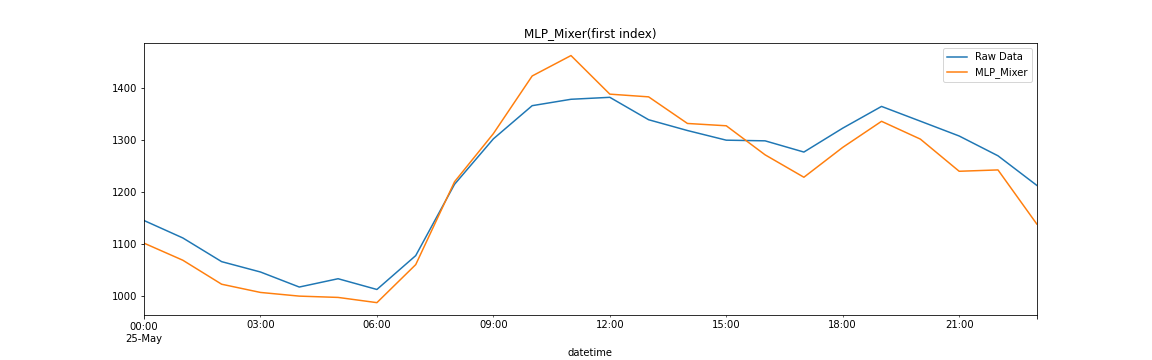 MLP_Mixer(first index)
Raw Data
MLP_Mixer
1400
1300
1200
1100
1000
00:00 03:00 06:00 09:00 12:00 15:00 18:00 21:00
25-May
datetime